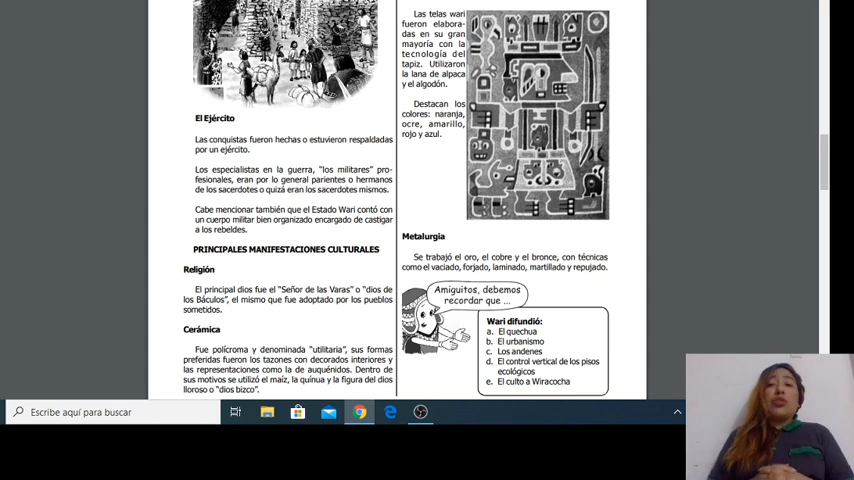 El Ejército
Las conquistas fueron hechas o estuvieron respaldadas
por un ejército.
Los especialistas en la guerra, "los militares" pro-
fesionales, eran por lo general parientes o hermanos
de los sacerdotes o quizá eran los sacerdotes mismos.
Cabe mencionar también que el Estado Wari contó con
un cuerpo militar bien organizado encargado de castigar
a los rebeldes.
PRINCIPALES MANIFESTACIONES CULTURALES
Religión
El principal dios fue el "Señor de las Varas" o "dios de
los Báculos", el mismo que fue adoptado por los pueblos
sometidos.
Cerámica
Fue polícroma y denominada "utilitaria", sus formas
preferidas fueron los tazones con decorados interiores y
las representaciones como la de auquénidos. Dentro de
sus motivos se utilizó el maíz, la quínua y la figura del dios
lloroso o "dios bizco".
Las telas wari
fueron elabora-
das en su gran
mayoría con la
tecnología del
tapiz. Utilizaron
la lana de alpaca
y el algodón.
Destacan los
colores: naranja,
ocre, amarillo,
rojo y azul.
Metalurgia
Se trabajó el oro, el cobre y el bronce, con técnicas
como el vaciado, forjado, laminado, martillado y repujado.
Amiguitos, debemos
recordar que ...
Wari difundió:
a. El quechua
b. El urbanismo
c. Los andenes
d. El control vertical de los pisos
ecológicos
e. El culto a Wiracocha
Escribe aquí para buscar